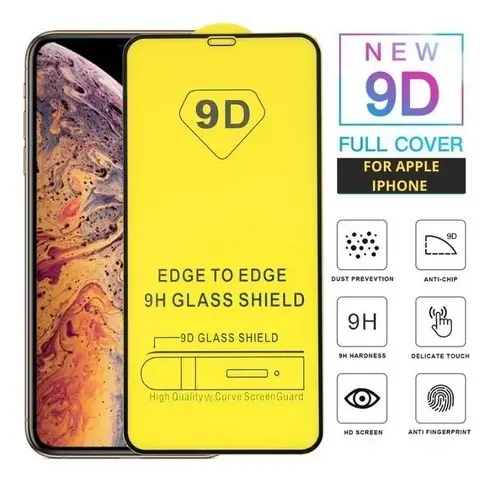 9D
EDGE TO EDGE
9H GLASS SHIELD
9D GLASS SHIELD
High Quality W. Curve ScreenGuard
NEW
9D
FULL COVER
FOR APPLE
IPHONE
DUST PREVEVTION
9D
ANTI-CHIP
9H
9H HARDNESS
DELICATE TOUCH
HD SCREEN
ANTI FINGERPRINT